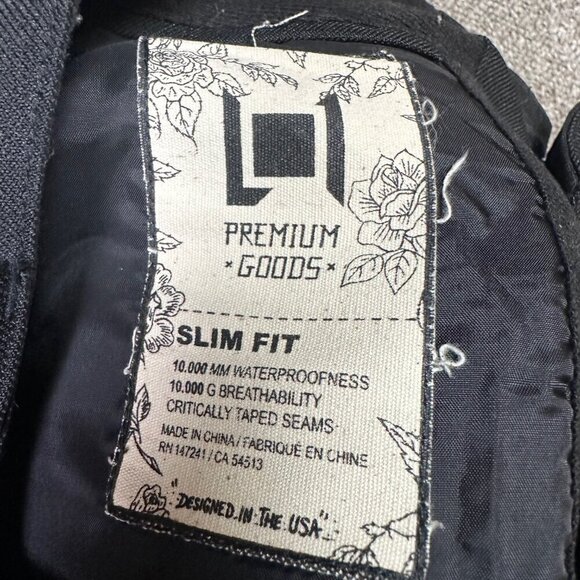 PREMIUM
* GOODS *
SLIM FIT
10.000 MM WATERPROOFNESS
10.000 G BREATHABILITY
CRITICALLY TAPED SEAMS
MADE IN CHINA / FABRIQUÉ EN CHINE
RN 147241 / CA 54513
"DESIGNED IN THE USA"